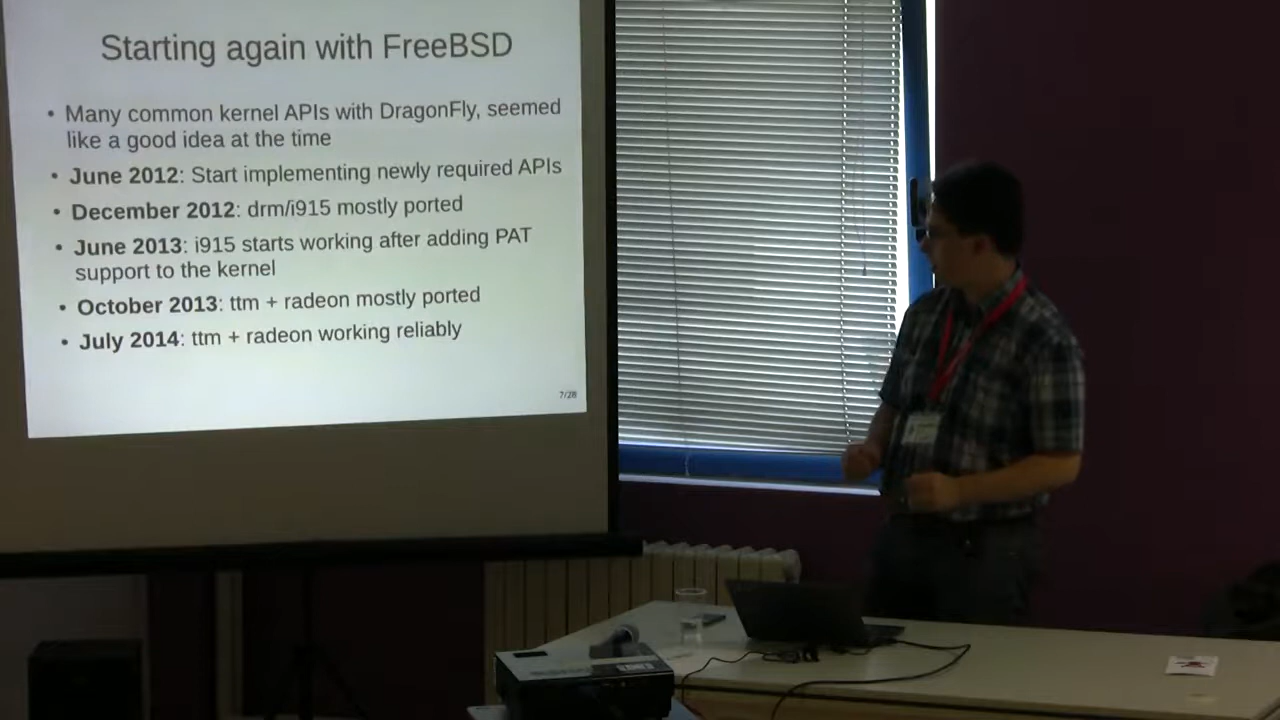 Starting again with FreeBSD
• Many common kernel APIs with DragonFly, seemed
like a good idea at the time
• June 2012: Start implementing newly required APIs
• December 2012: drm/i915 mostly ported
• June 2013: i915 starts working after adding PAT
support to the kernel
• October 2013: ttm + radeon mostly ported
• July 2014: ttm + radeon working reliably
7/28